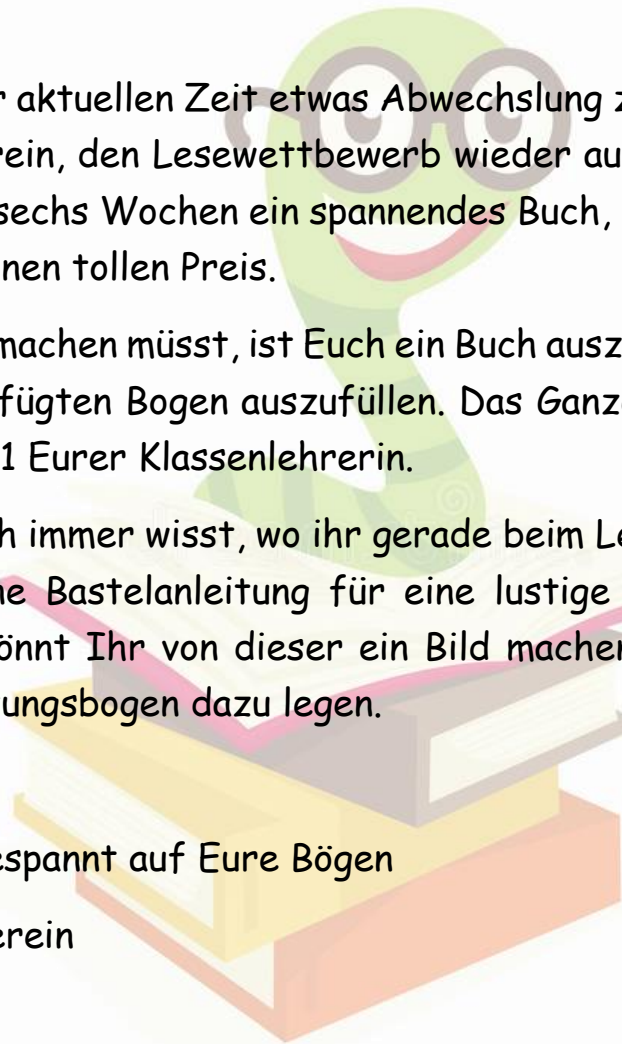 r aktuellen Zeit etwas Abwechslung z
rein, den Lesewettbewerb wieder au
sechs Wochen ein spannendes Buch,
nen tollen Preis.
machen müsst, ist Euch ein Buch ausz
fügten Bogen auszufüllen. Das Ganz
1 Eurer Klassenlehrerin.
h immer wisst, wo ihr gerade beim Le
ne Bastelanleitung für eine lustige
önnt Ihr von dieser ein Bild machen
ungsbogen dazu legen.
espannt auf Eure Bögen
erein